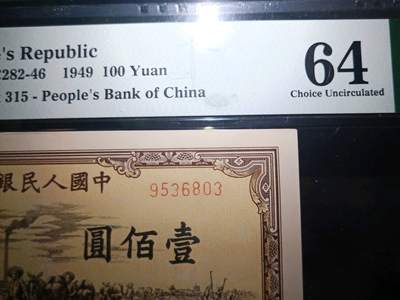 's Republic
282-46 1949 100 Yuan
315 - People's Bank of China
64
Choice Uncirculated
銀民人國中
9536803
圓佰壹